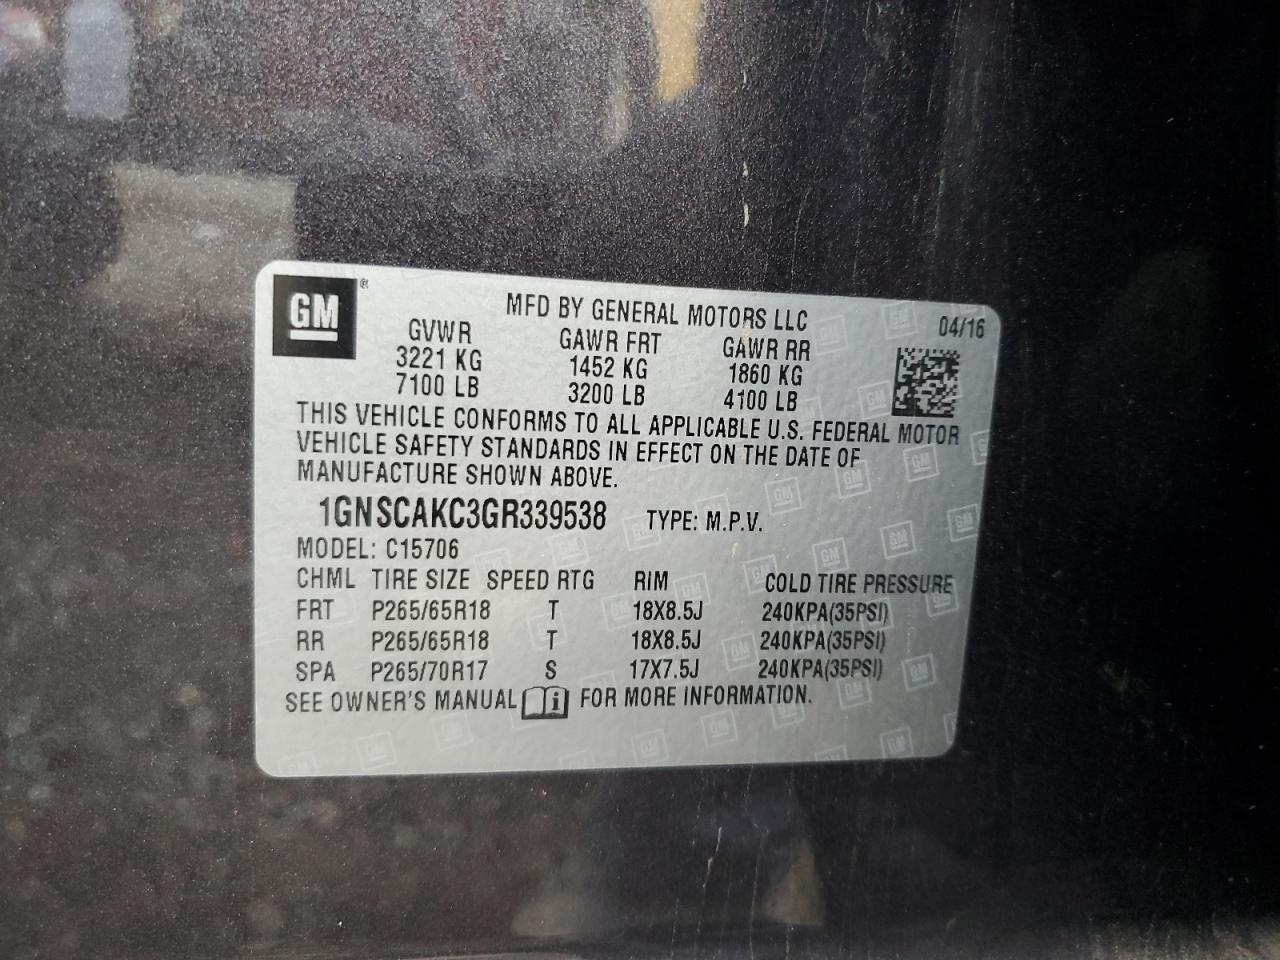 GM®
MFD BY GENERAL MOTORS LLC
04/16
GVWR GAWR FRT GAWR RR
3221 KG 1452 KG 1860 KG
7100 LB 3200 LB 4100 LB
THIS VEHICLE CONFORMS TO ALL APPLICABLE U.S. FEDERAL MOTOR
VEHICLE SAFETY STANDARDS IN EFFECT ON THE DATE OF
MANUFACTURE SHOWN ABOVE.
1GNSCAKC3GR339538 TYPE: M.P.V.
MODEL: C15706
CHML TIRE SIZE SPEED RTG RIM COLD TIRE PRESSURE
FRT P265/65R18 T 18X8.5J 240KPA(35PSI)
RR P265/65R18 T 18X8.5J 240KPA(35PSI)
SPA P265/70R17 S 17X7.5J 240KPA(35PSI)
SEE OWNER'S MANUAL i FOR MORE INFORMATION.